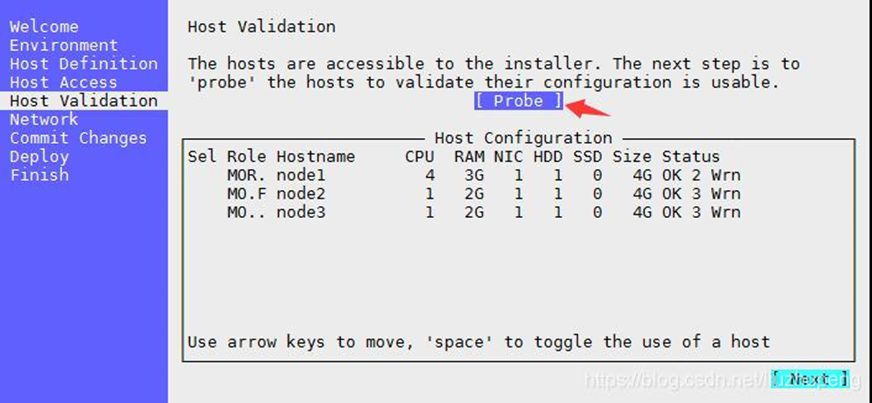 Welcome
Environment
Host Definition
Host Access
Host Validation
Network
Commit Changes
Deploy
Finish
Host Validation
The hosts are accessible to the installer. The next step is to
'probe' the hosts to validate their configuration is usable.
[ Probe ]
Host Configuration
Sel Role Hostname CPU RAM NIC HDD SSD Size Status
MOR. node1 4 3G 1 1 0 4G OK 2 Wrn
MO.F node2 1 2G 1 1 0 4G OK 3 Wrn
MO.. node3 1 2G 1 1 0 4G OK 3 Wrn
Use arrow keys to move, 'space' to toggle the use of a host
[ Next ]